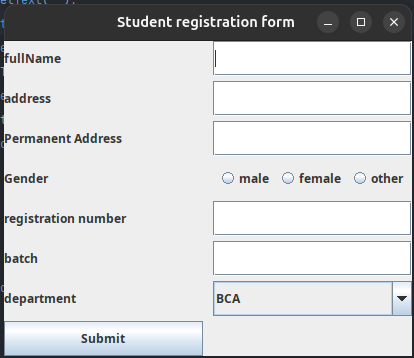 Student registration form
fullName
address
Permanent Address
Gender male female other
registration number
batch
department BCA
Submit